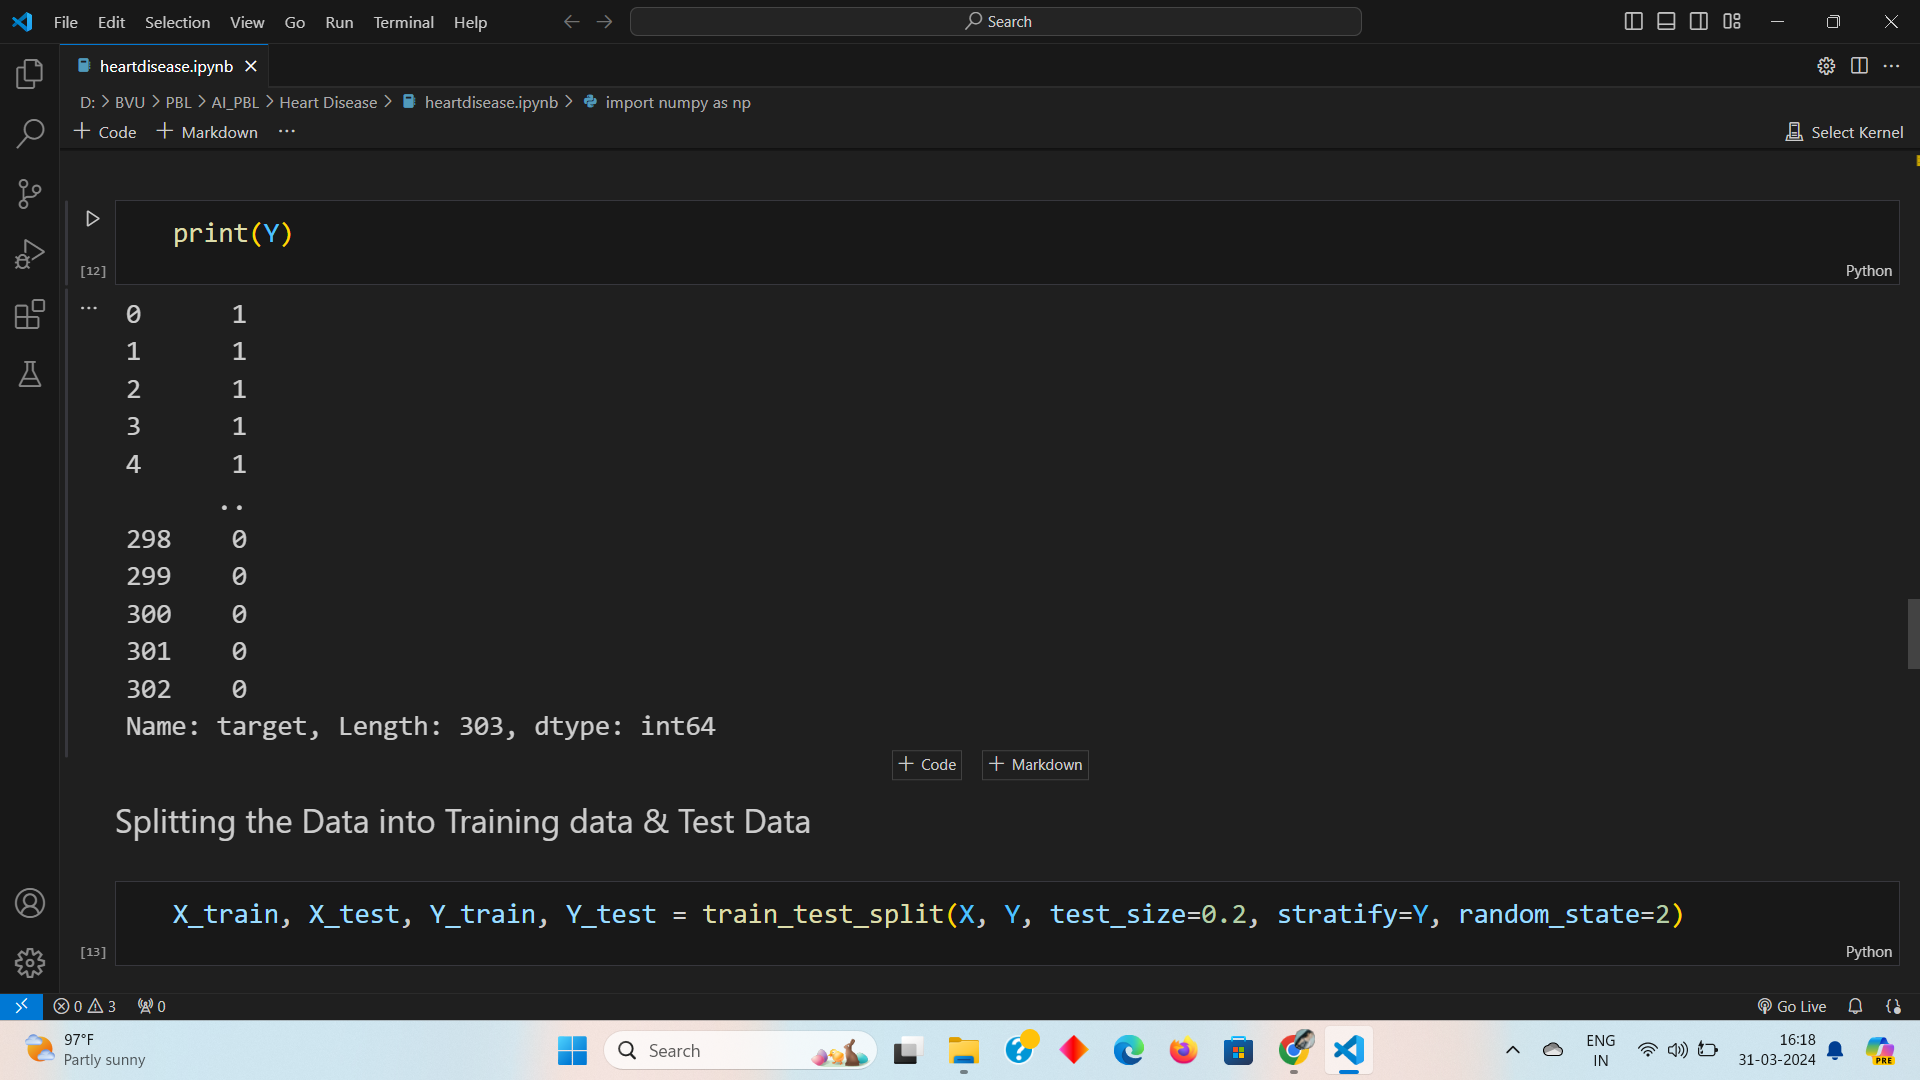 File Edit Selection View Go Run Terminal Help
Search
heartdisease.ipynb
D: > BVU > PBL > AI_PBL > Heart Disease > heartdisease.ipynb > import numpy as np
+ Code + Markdown ···
Select Kernel
print(Y)
[12]
Python
0 1
1 1
2 1
3 1
4 1
..
298 0
299 0
300 0
301 0
302 0
Name: target, Length: 303, dtype: int64
+ Code + Markdown
Splitting the Data into Training data & Test Data
X_train, X_test, Y_train, Y_test = train_test_split(X, Y, test_size=0.2, stratify=Y, random_state=2)
[13]
Python
0 3 0
Go Live
97°F
Partly sunny
Search
ENG
IN
16:18
31-03-2024
PRE